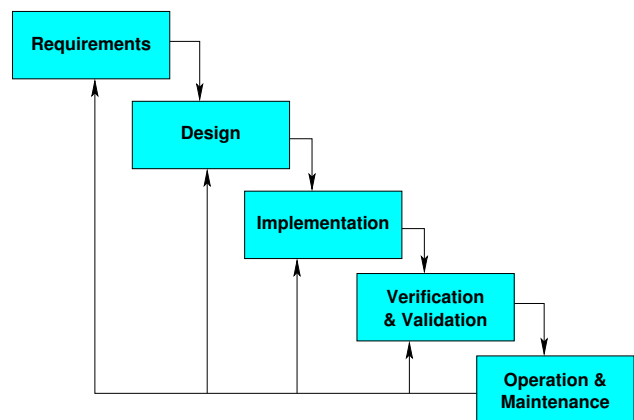 Requirements
Design
Implementation
Verification
& Validation
Operation &
Maintenance